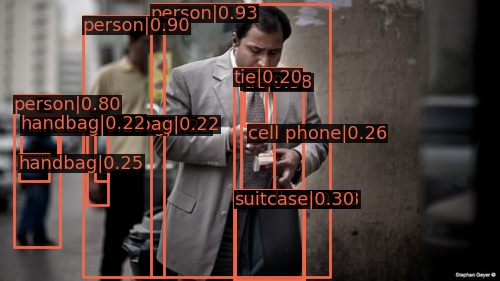 person|0.93
person|0.90
tie|0.20
person|0.80
handbag|0.22
bag|0.22
cell phone|0.26
handbag|0.25
suitcase|0.30
Stephan Geyer ©